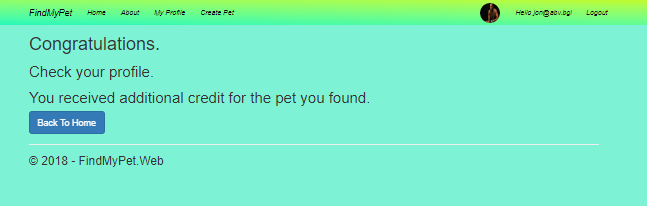 FindMyPet Home About My Profile Create Pet Hello jon@abv.bg! Logout
Congratulations.
Check your profile.
You received additional credit for the pet you found.
Back To Home
© 2018 - FindMyPet.Web